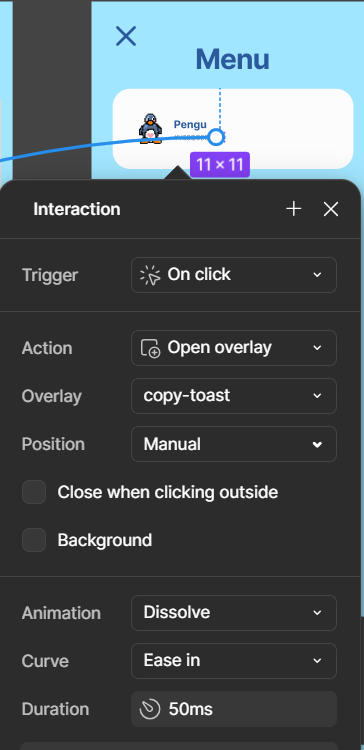 Menu
Pengu
11 × 11
Interaction
Trigger
On click
Action
Open overlay
Overlay
copy-toast
Position
Manual
Close when clicking outside
Background
Animation
Dissolve
Curve
Ease in
Duration
50ms